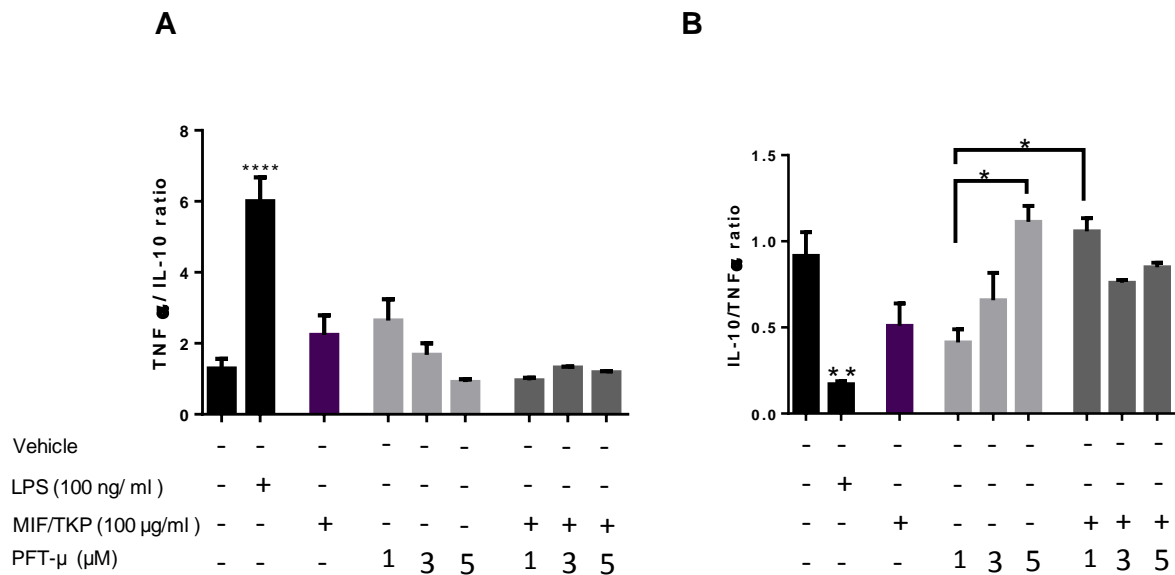 A
B
TNF α/ IL-10 ratio
8
6
4
2
0
****
IL-10/TNFα ratio
1.5
1.0
0.5
0.0
**
*
*
Vehicle - - - - - - - - - - - - - - - - - -
LPS (100 ng/ ml ) - + - - - - - - - - + - - - - - - -
MIF/TKP (100 µg/ml ) - - + - - - + + + - - + - - - + + +
PFT-µ (µM) - - - 1 3 5 1 3 5 - - - 1 3 5 1 3 5